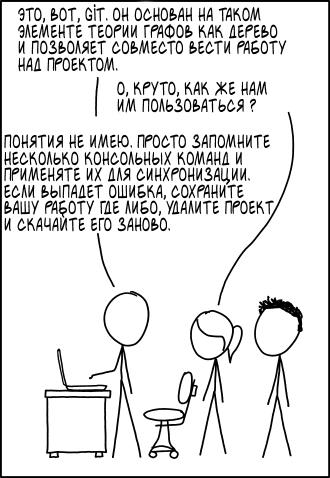 ЭТО, ВОТ, GIT. ОН ОСНОВАН НА ТАКОМ
ЭЛЕМЕНТЕ ТЕОРИИ ГРАФОВ КАК ДЕРЕВО
И ПОЗВОЛЯЕТ СОВМЕСТО ВЕСТИ РАБОТУ
НАД ПРОЕКТОМ.
О, КРУТО, КАК ЖЕ НАМ
ИМ ПОЛЬЗОВАТЬСЯ ?
ПОНЯТИЯ НЕ ИМЕЮ. ПРОСТО ЗАПОМНИТЕ
НЕСКОЛЬКО КОНСОЛЬНЫХ КОМАНД И
ПРИМЕНЯТЕ ИХ ДЛЯ СИНХРОНИЗАЦИИ.
ЕСЛИ ВЫПАДЕТ ОШИБКА, СОХРАНИТЕ
ВАШУ РАБОТУ ГДЕ ЛИБО, УДАЛИТЕ ПРОЕКТ
И СКАЧАЙТЕ ЕГО ЗАНОВО.